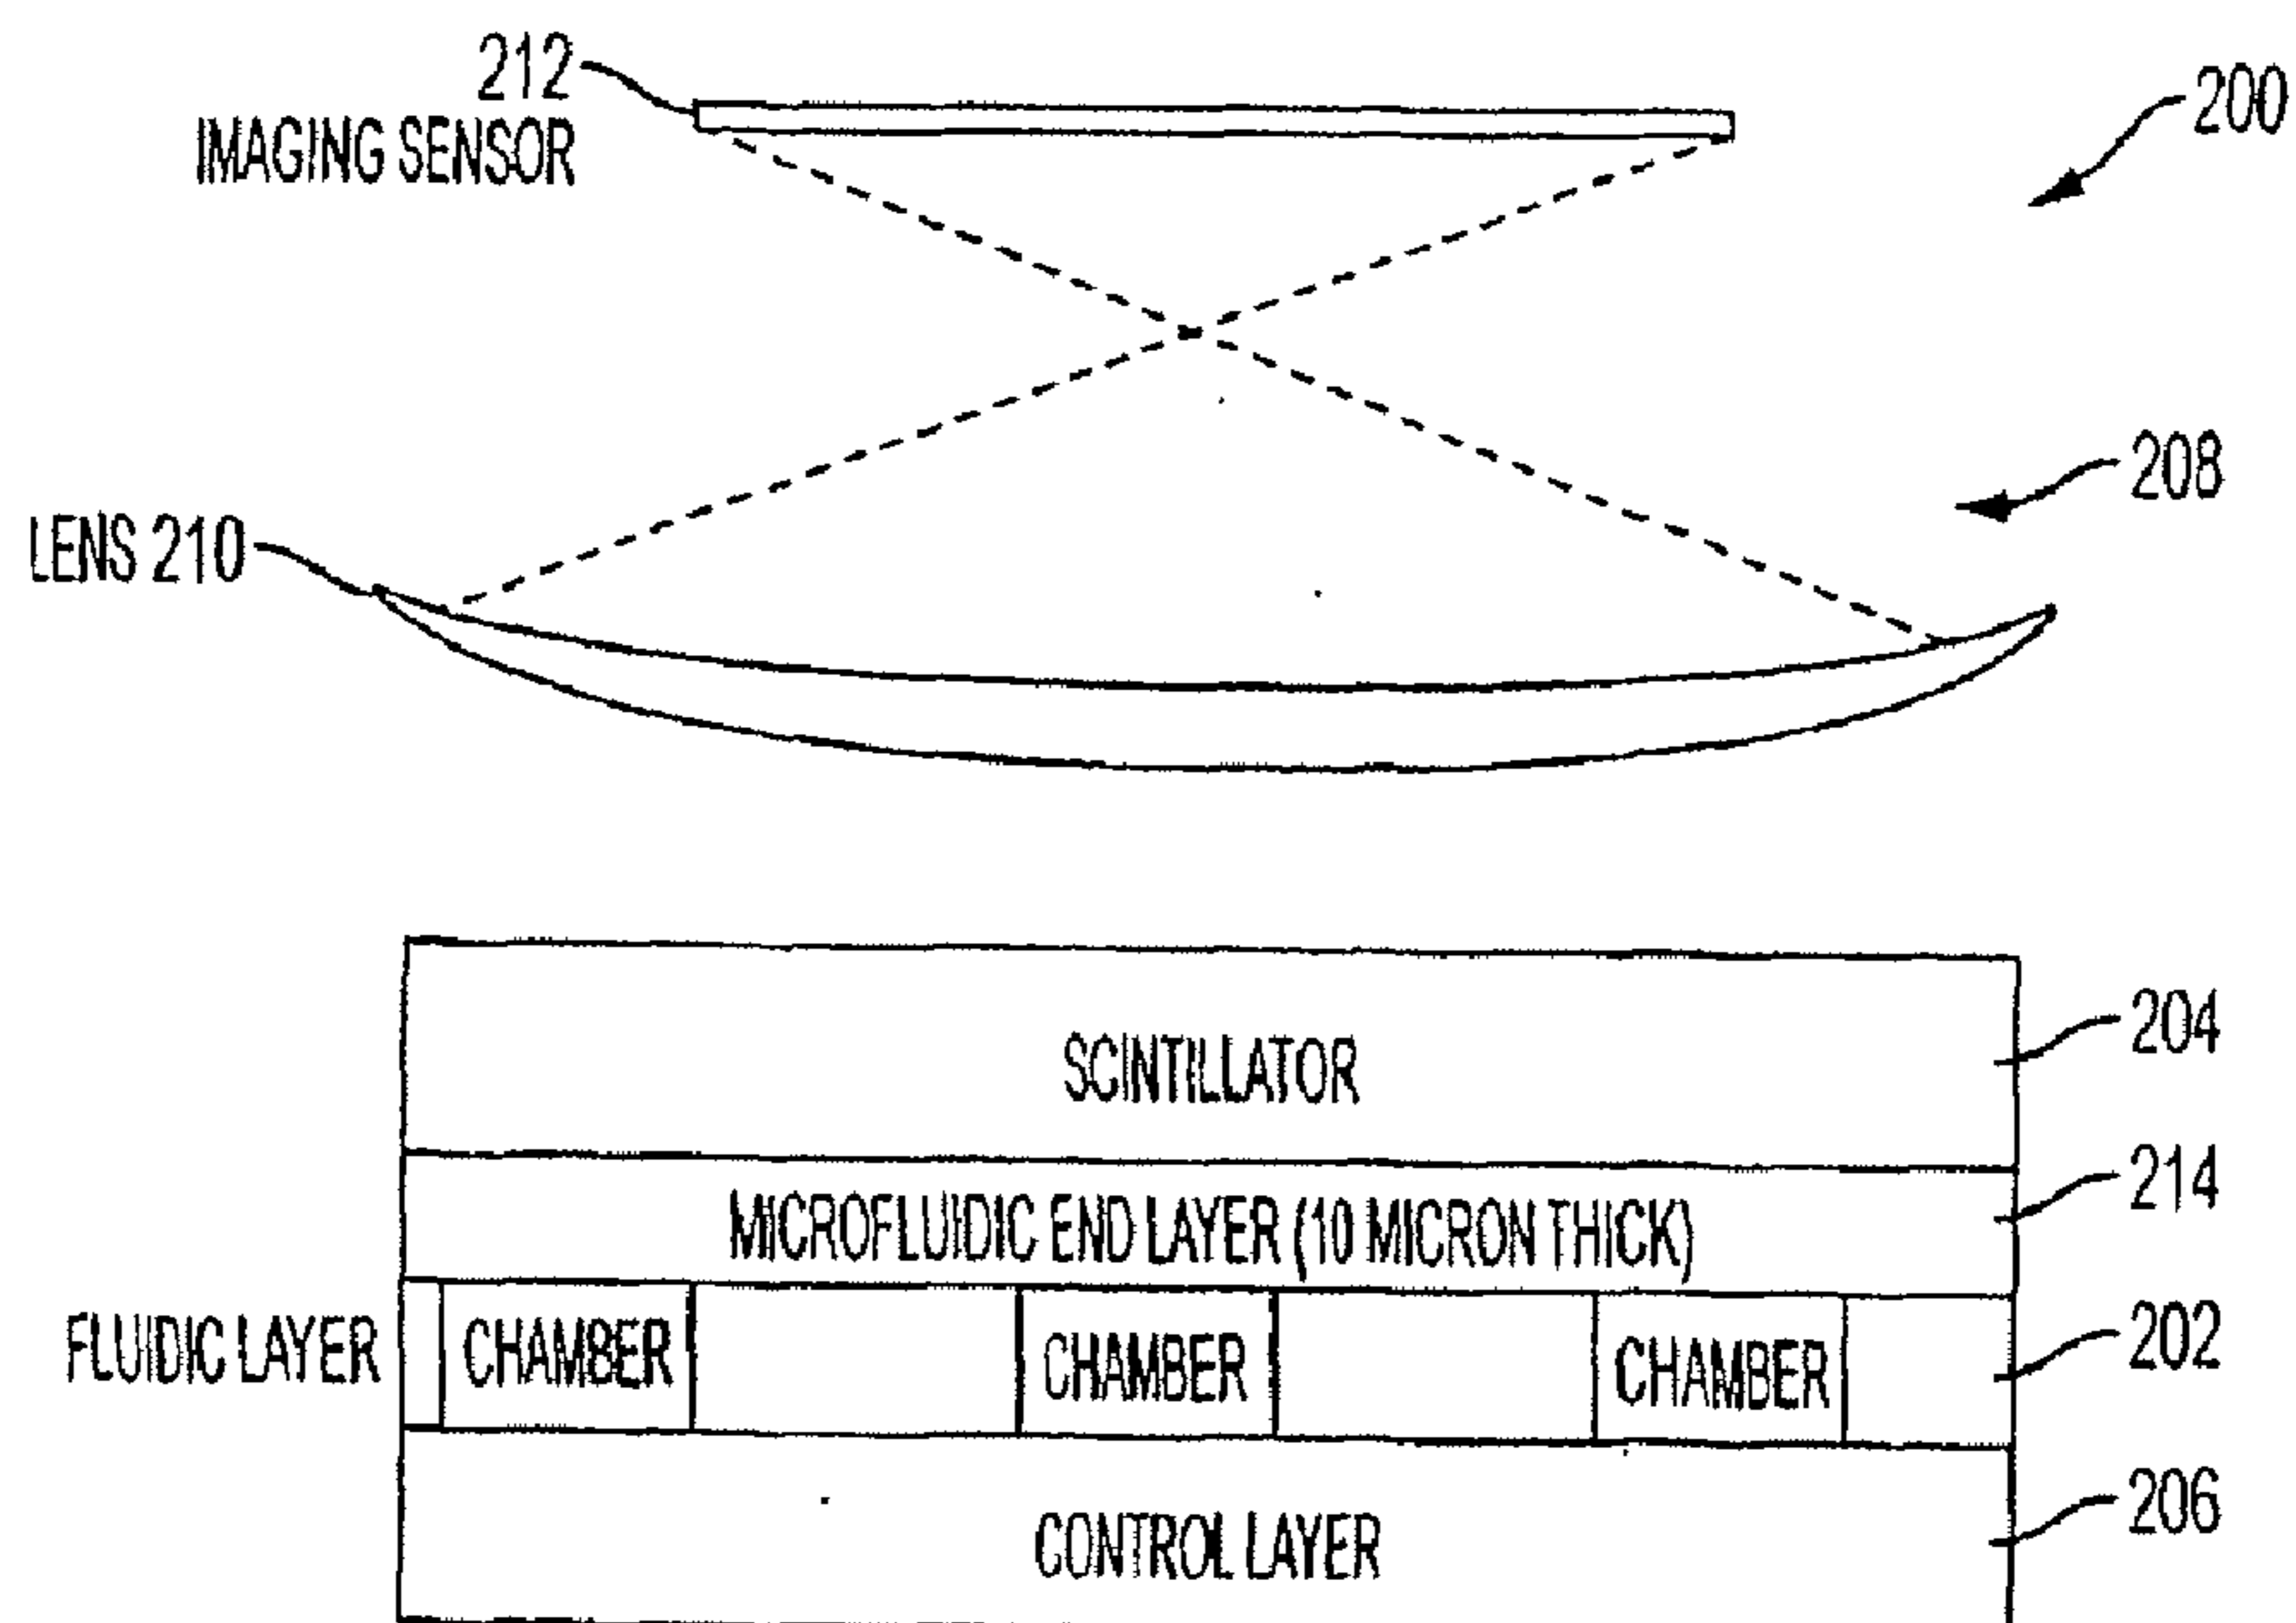 212
IMAGING SENSOR
200
208
LENS 210
SCINTILLATOR
204
MICROFLUIDIC END LAYER (10 MICRON THICK)
214
FLUIDIC LAYER
CHAMBER
CHAMBER
CHAMBER
202
CONTROL LAYER
206